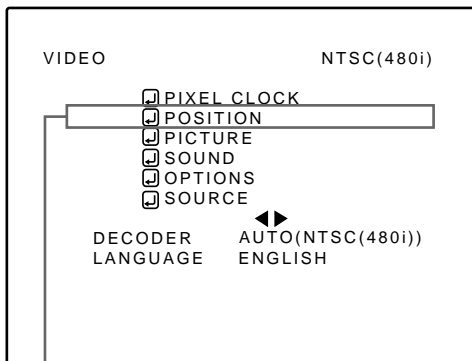 VIDEO NTSC(480i)
PIXEL CLOCK
POSITION
PICTURE
SOUND
OPTIONS
SOURCE
DECODER AUTO(NTSC(480i))
LANGUAGE ENGLISH